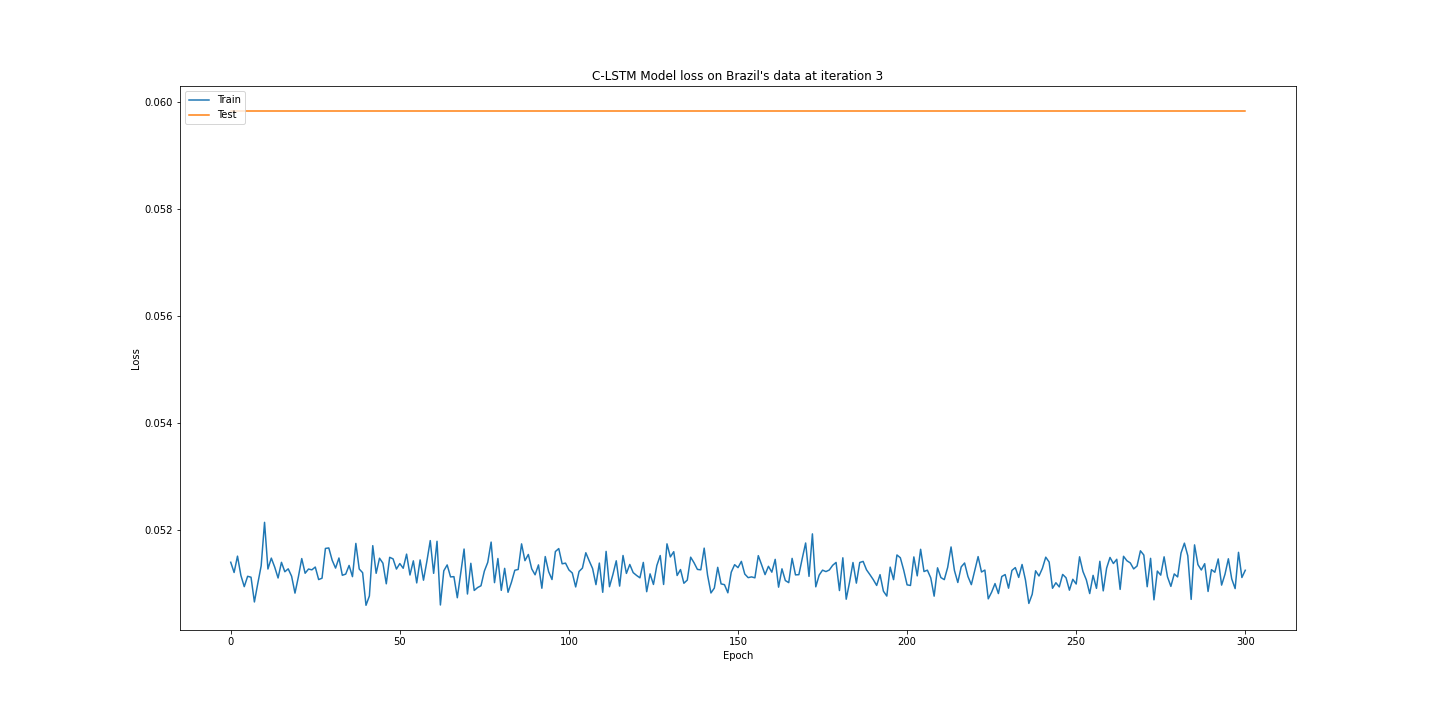 C-LSTM Model loss on Brazil's data at iteration 3
Train
Test
0.060
0.058
0.056
0.054
0.052
Loss
0 50 100 150 200 250 300
Epoch